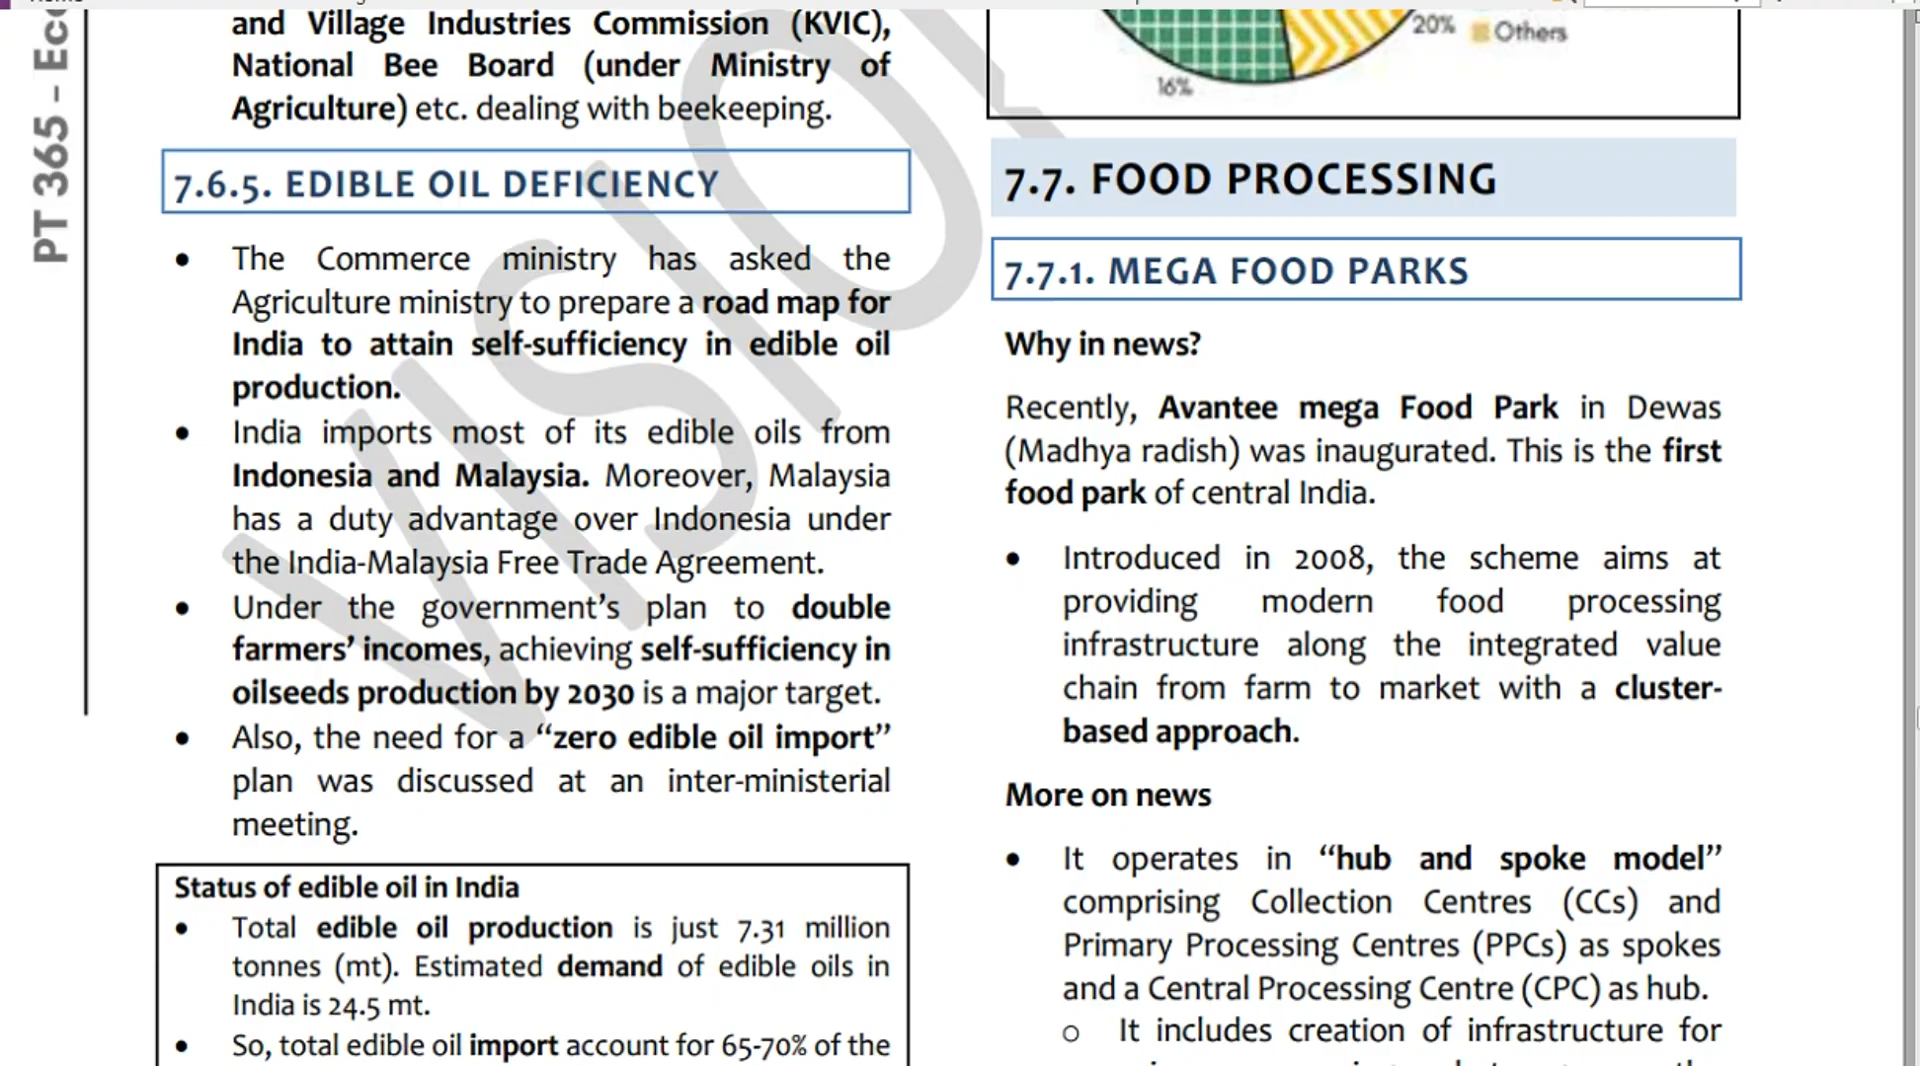 PT 365 – Eco
and Village Industries Commission (KVIC),
National Bee Board (under Ministry of
Agriculture) etc. dealing with beekeeping.
7.6.5. EDIBLE OIL DEFICIENCY
• The Commerce ministry has asked the
Agriculture ministry to prepare a road map for
India to attain self-sufficiency in edible oil
production.
• India imports most of its edible oils from
Indonesia and Malaysia. Moreover, Malaysia
has a duty advantage over Indonesia under
the India-Malaysia Free Trade Agreement.
• Under the government’s plan to double
farmers’ incomes, achieving self-sufficiency in
oilseeds production by 2030 is a major target.
• Also, the need for a “zero edible oil import”
plan was discussed at an inter-ministerial
meeting.
Status of edible oil in India
• Total edible oil production is just 7.31 million
tonnes (mt). Estimated demand of edible oils in
India is 24.5 mt.
• So, total edible oil import account for 65-70% of the
20% Others
16%
7.7. FOOD PROCESSING
7.7.1. MEGA FOOD PARKS
Why in news?
Recently, Avantee mega Food Park in Dewas
(Madhya radish) was inaugurated. This is the first
food park of central India.
• Introduced in 2008, the scheme aims at
providing modern food processing
infrastructure along the integrated value
chain from farm to market with a cluster-
based approach.
More on news
• It operates in “hub and spoke model”
comprising Collection Centres (CCs) and
Primary Processing Centres (PPCs) as spokes
and a Central Processing Centre (CPC) as hub.
o It includes creation of infrastructure for
VISIO